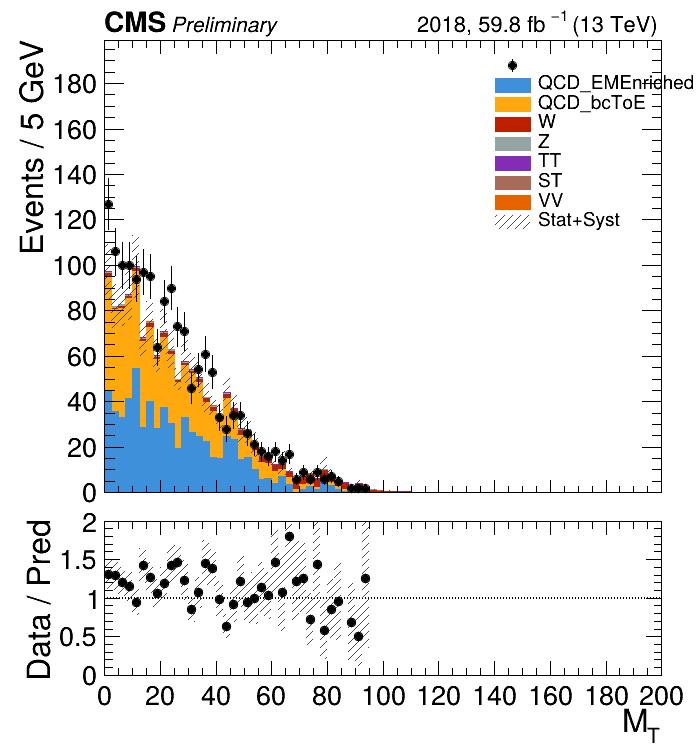 CMS Preliminary 2018, 59.8 fb⁻¹ (13 TeV)
Events / 5 GeV
180
160
140
120
100
80
60
40
20
0
QCD_EMEnriched
QCD_bcToE
W
Z
TT
ST
VV
Stat+Syst
Data / Pred
2
1.5
1
0.5
0
0 20 40 60 80 100 120 140 160 180 200
M_T